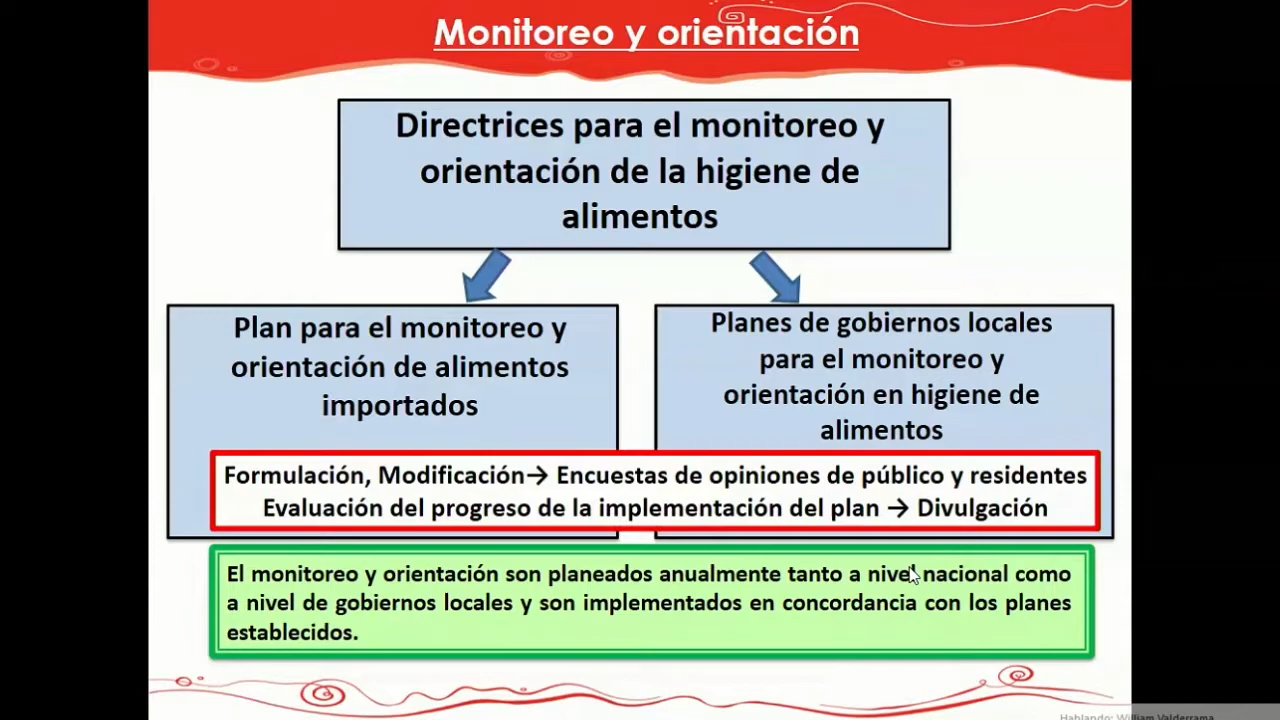 Monitoreo y orientación
Directrices para el monitoreo y
orientación de la higiene de
alimentos
Plan para el monitoreo y
orientación de alimentos
importados
Planes de gobiernos locales
para el monitoreo y
orientación en higiene de
alimentos
Formulación, Modificación→ Encuestas de opiniones de público y residentes
Evaluación del progreso de la implementación del plan → Divulgación
El monitoreo y orientación son planeados anualmente tanto a nivel nacional como
a nivel de gobiernos locales y son implementados en concordancia con los planes
establecidos.
Hablando: William Valderrama